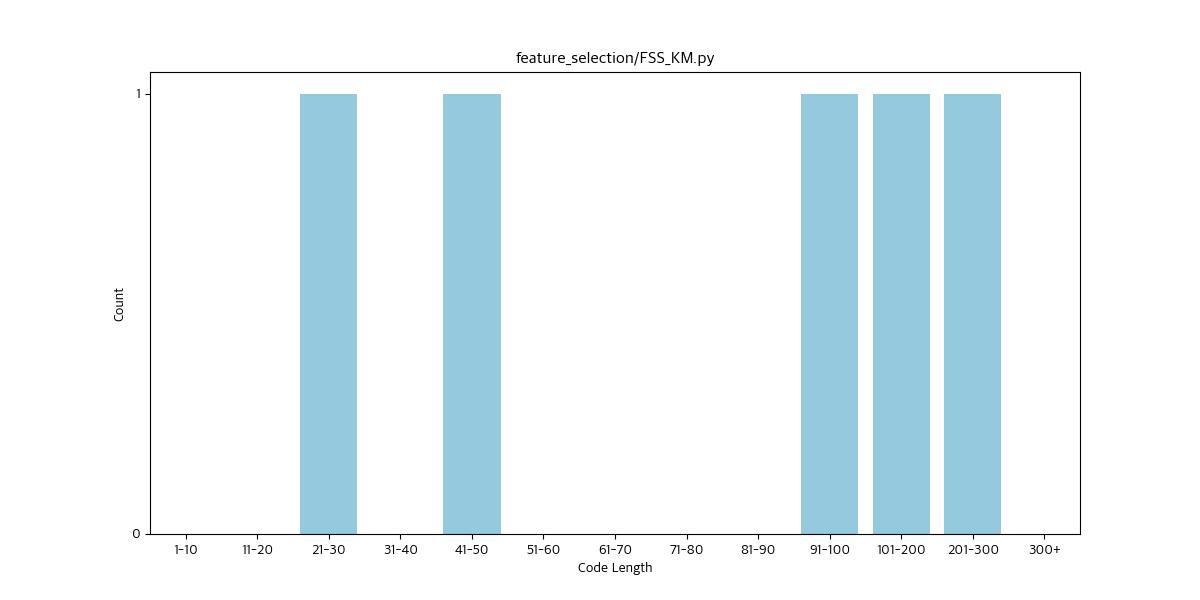 feature_selection/FSS_KM.py
1
0
Count
1-10 11-20 21-30 31-40 41-50 51-60 61-70 71-80 81-90 91-100 101-200 201-300 300+
Code Length